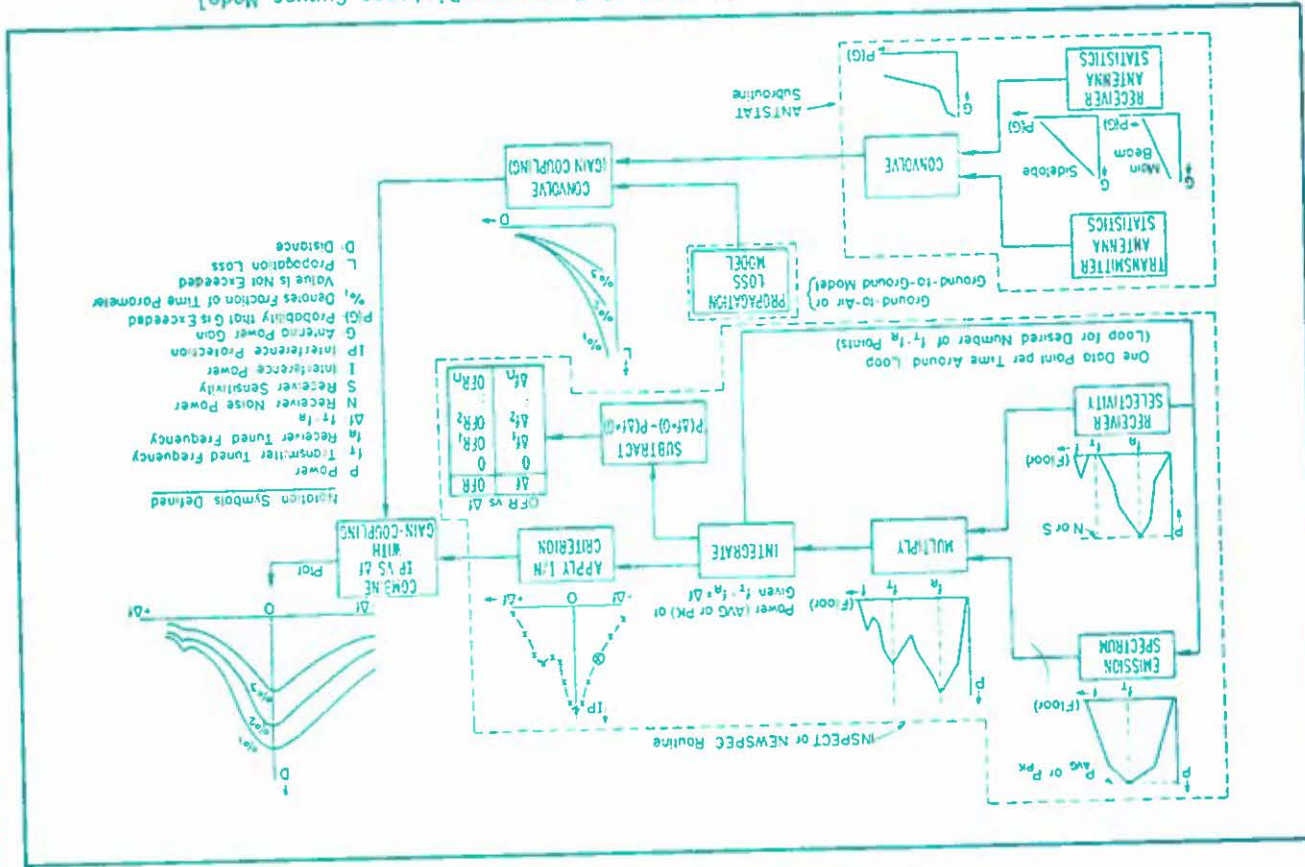 P_AVG or P_PK
P
(Floor)
f_T
f
EMISSION
SPECTRUM
INSPECT or NEWSPEC Routine
P
f_R
f_T
f
(Floor)
MULTIPLY
P
N or S
f_R
f_T
f
(Floor)
RECEIVER
SELECTIVITY
One Data Point per Time Around Loop
(Loop for Desired Number of f_T-f_R Points)
Power (AVG or PK) at
Given f_T-f_R=Δf
INTEGRATE
IP
-Δf
O
+Δf
APPLY I/N
CRITERION
SUBTRACT
P(Δf=0)-P(Δf≠0)
OFR vs Δf
Δf OFR
0 0
Δf₁ OFR₁
Δf₂ OFR₂
Δfn OFRn
D
%₁
%₂
%₃
-Δf
O
+Δf
Plot
COMBINE
IP VS Δf
WITH
GAIN-COUPLING
Notation Symbols Defined
P Power
f_T Transmitter Tuned Frequency
f_R Receiver Tuned Frequency
Δf f_T-f_R
N Receiver Noise Power
S Receiver Sensitivity
I Interference Power
IP Interference Protection
G Antenna Power Gain
P(G) Probability that G is Exceeded
%₁ Denotes Fraction of Time Parameter
Value is Not Exceeded
L Propagation Loss
D Distance
Ground-to-Air or
Ground-to-Ground Model
PROPAGATION
LOSS
MODEL
L
%₁
%₂
%₃
D
CONVOLVE
(GAIN COUPLING)
TRANSMITTER
ANTENNA
STATISTICS
G
Main
Beam
P(G)
G
Sidelobe
P(G)
RECEIVER
ANTENNA
STATISTICS
CONVOLVE
G
P(G)
ANTSTAT
Subroutine
Frequency-Distance Curves Model